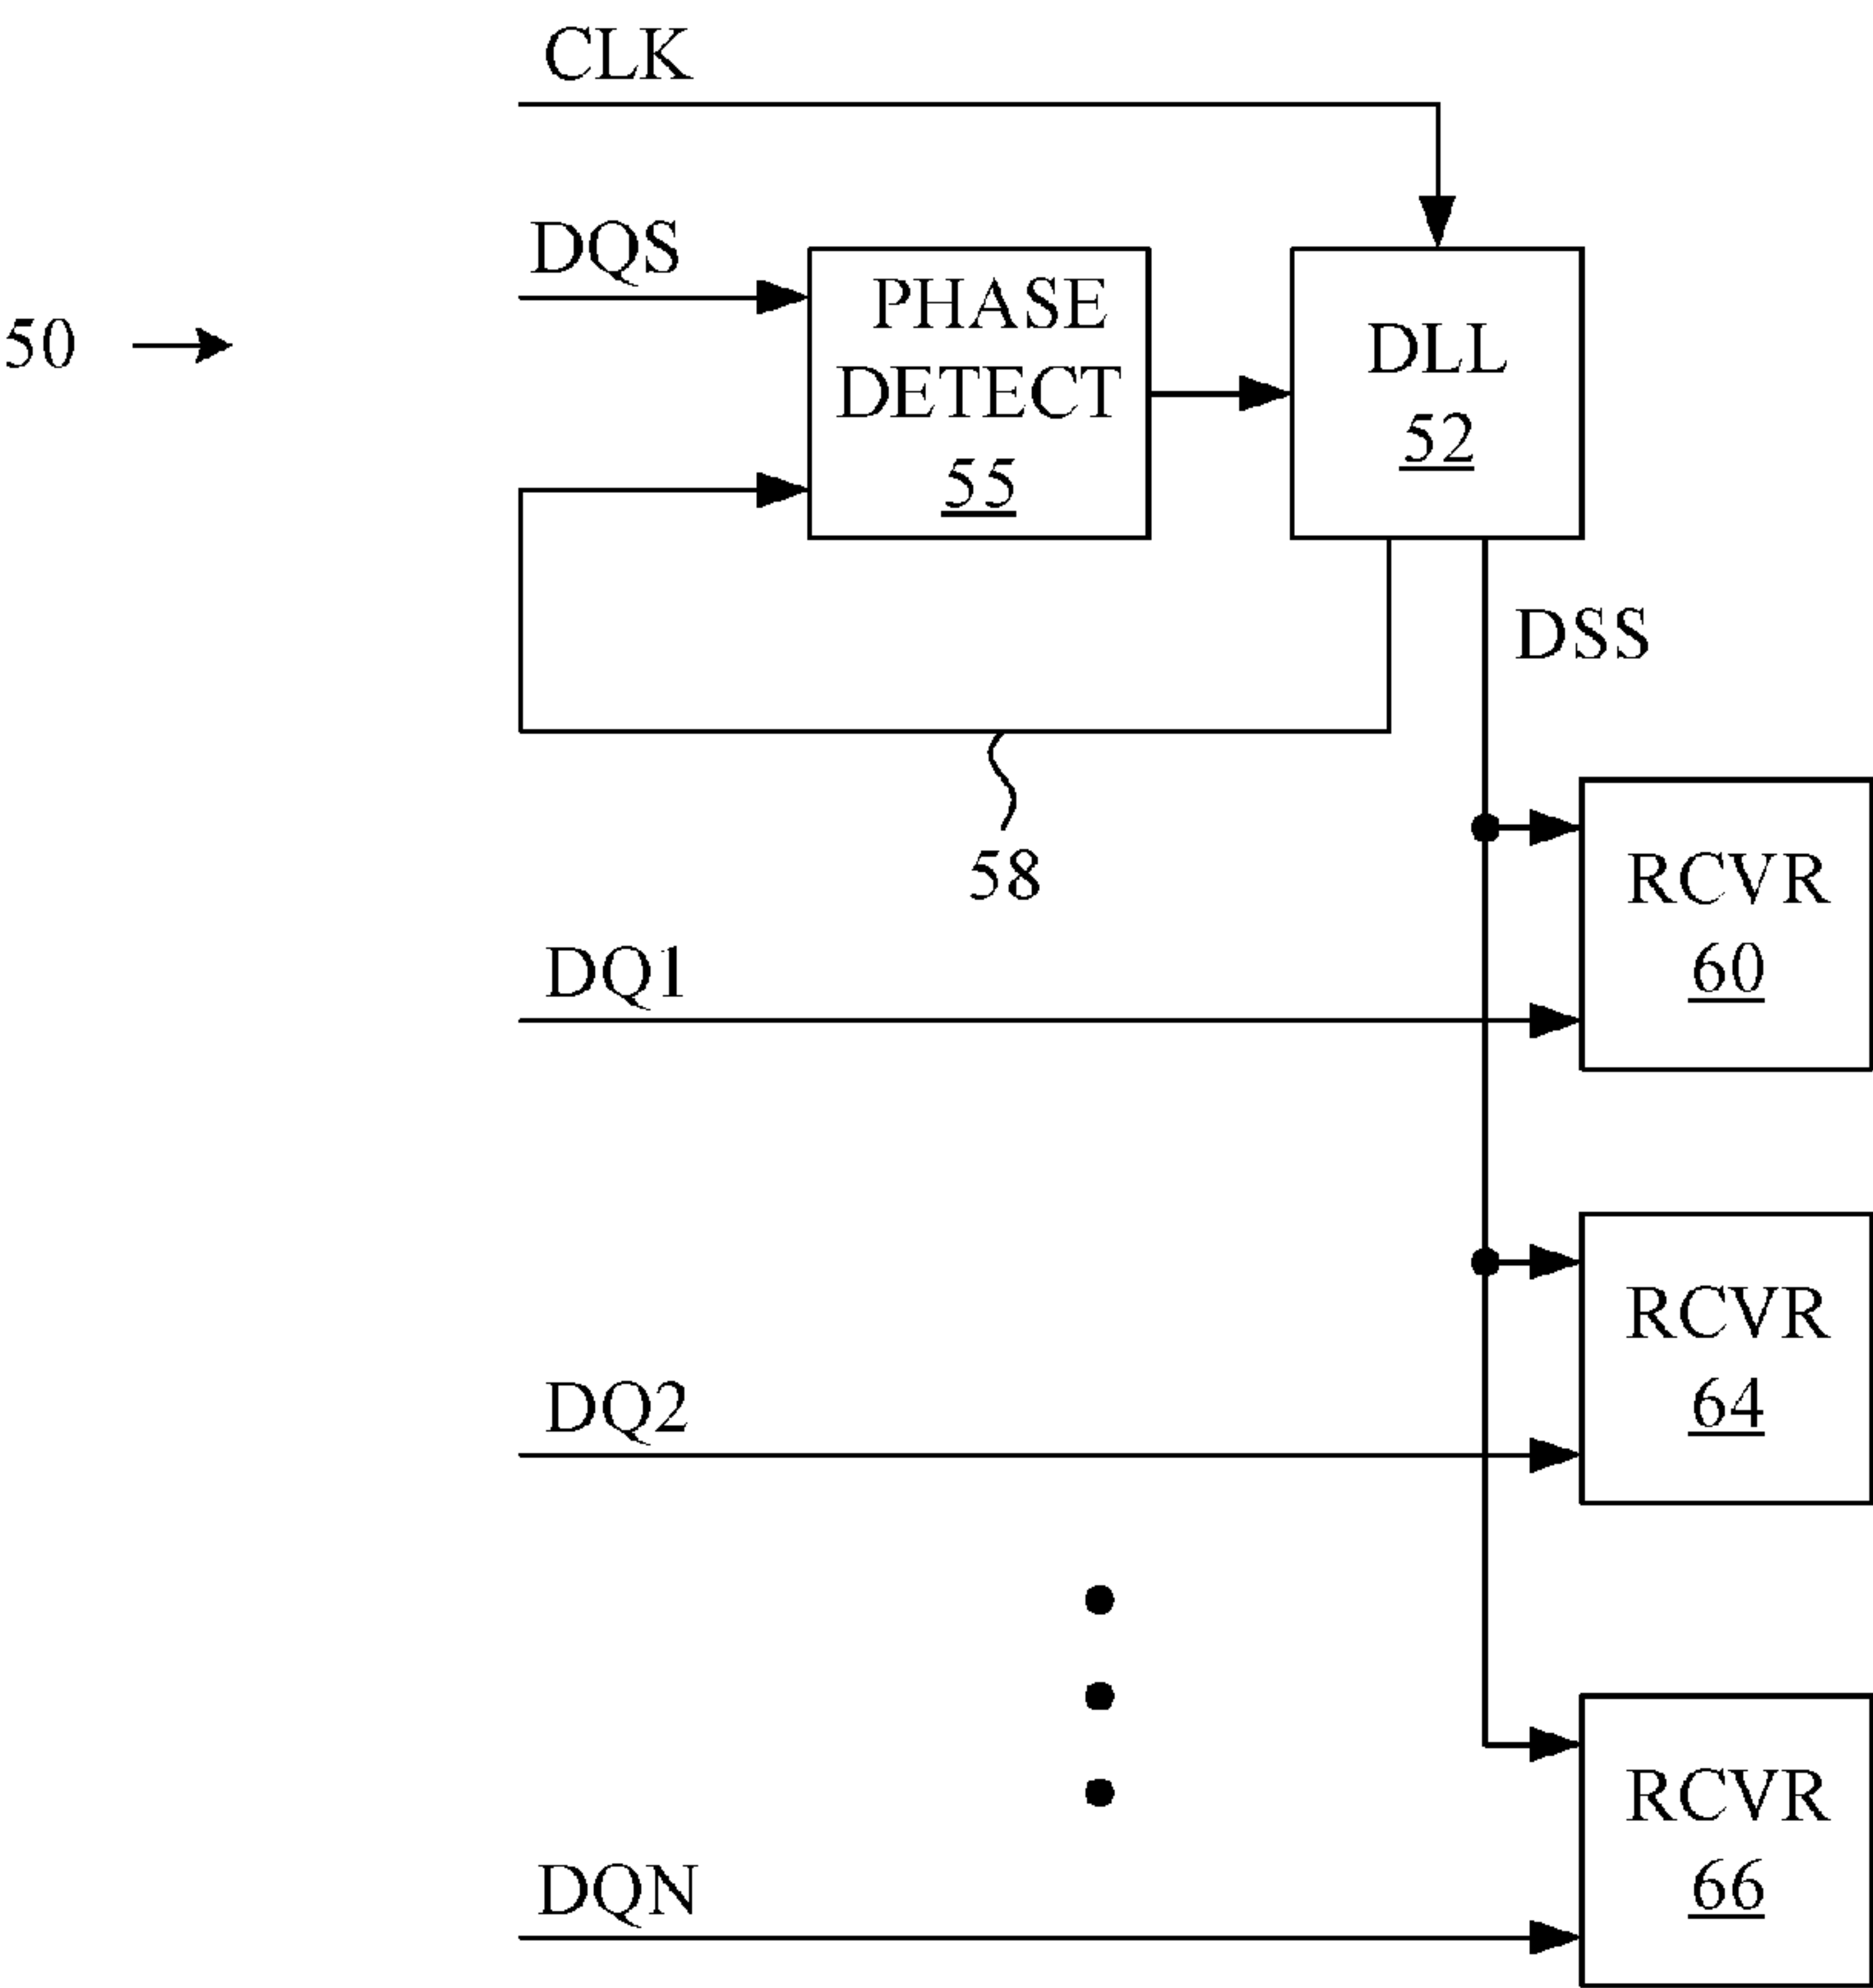 CLK
DQS
50
PHASE
DETECT
55
DLL
52
DSS
58
RCVR
60
DQ1
RCVR
64
DQ2
RCVR
66
DQN